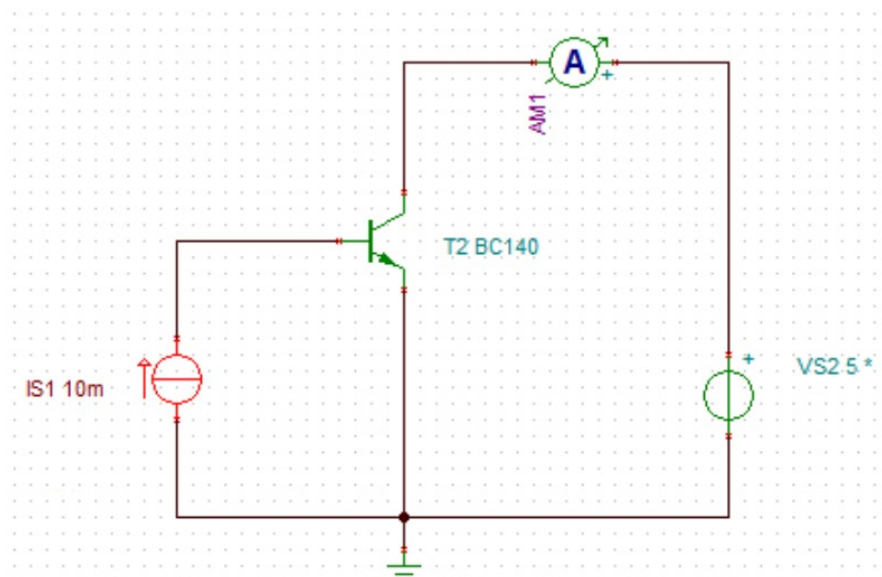 A
+
AM1
T2 BC140
+
VS2 5 *
IS1 10m